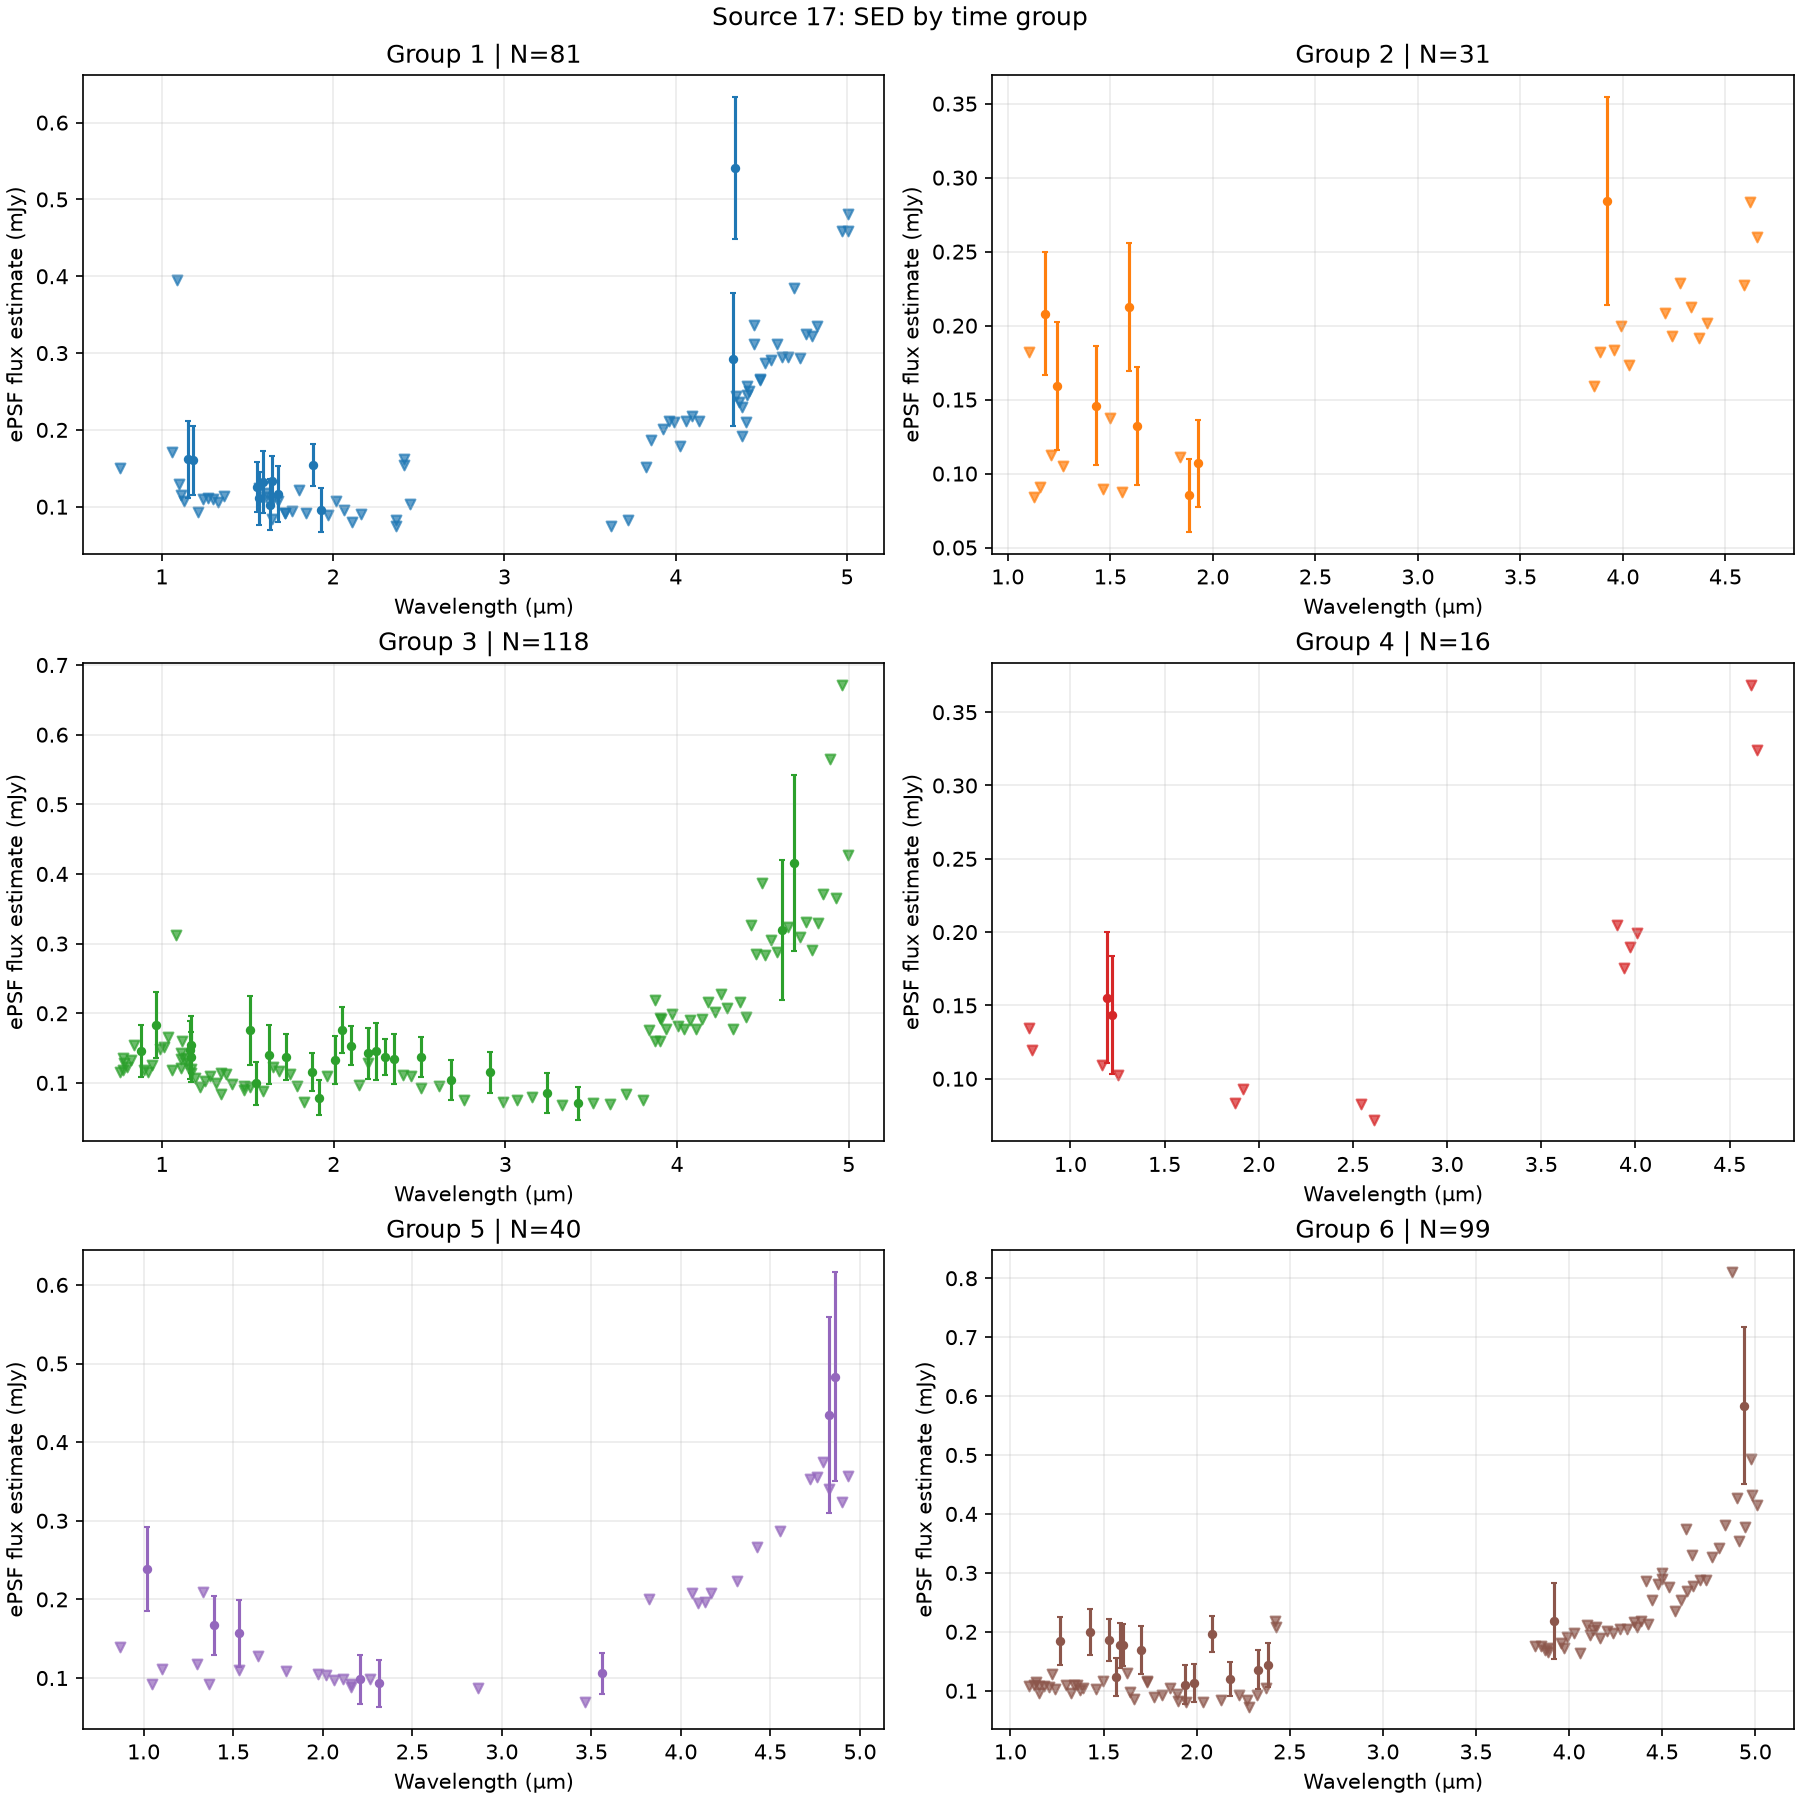 Source 17: SED by time group
Group 1 | N=81
ePSF flux estimate (mJy)
0.6
0.5
0.4
0.3
0.2
0.1
1 2 3 4 5
Wavelength (µm)
Group 2 | N=31
ePSF flux estimate (mJy)
0.35
0.30
0.25
0.20
0.15
0.10
0.05
1.0 1.5 2.0 2.5 3.0 3.5 4.0 4.5
Wavelength (µm)
Group 3 | N=118
ePSF flux estimate (mJy)
0.7
0.6
0.5
0.4
0.3
0.2
0.1
1 2 3 4 5
Wavelength (µm)
Group 4 | N=16
ePSF flux estimate (mJy)
0.35
0.30
0.25
0.20
0.15
0.10
1.0 1.5 2.0 2.5 3.0 3.5 4.0 4.5
Wavelength (µm)
Group 5 | N=40
ePSF flux estimate (mJy)
0.6
0.5
0.4
0.3
0.2
0.1
1.0 1.5 2.0 2.5 3.0 3.5 4.0 4.5 5.0
Wavelength (µm)
Group 6 | N=99
ePSF flux estimate (mJy)
0.8
0.7
0.6
0.5
0.4
0.3
0.2
0.1
1.0 1.5 2.0 2.5 3.0 3.5 4.0 4.5 5.0
Wavelength (µm)